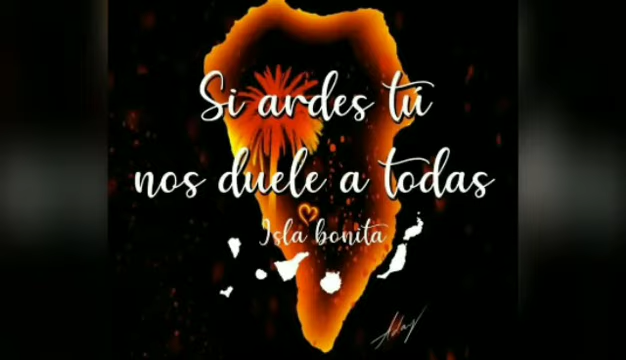 Si ardes tú
nos duele a todas
Isla bonita